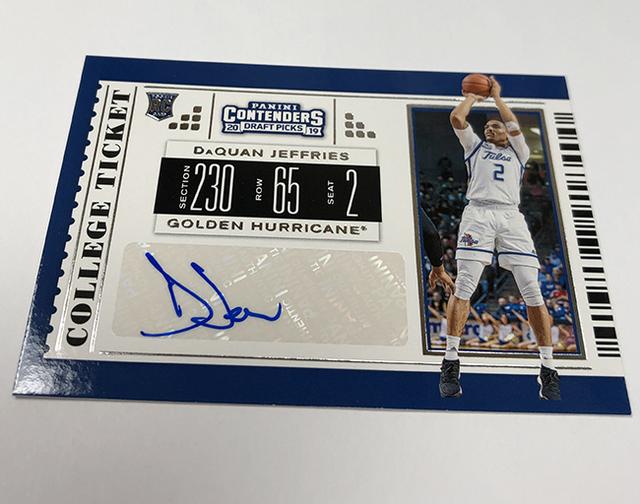 COLLEGE TICKET
RC
PANINI
CONTENDERS
20 DRAFT PICKS 19
DAQUAN JEFFRIES
SECTION 230 ROW 65 SEAT 2
GOLDEN HURRICANE®
Tulsa
2